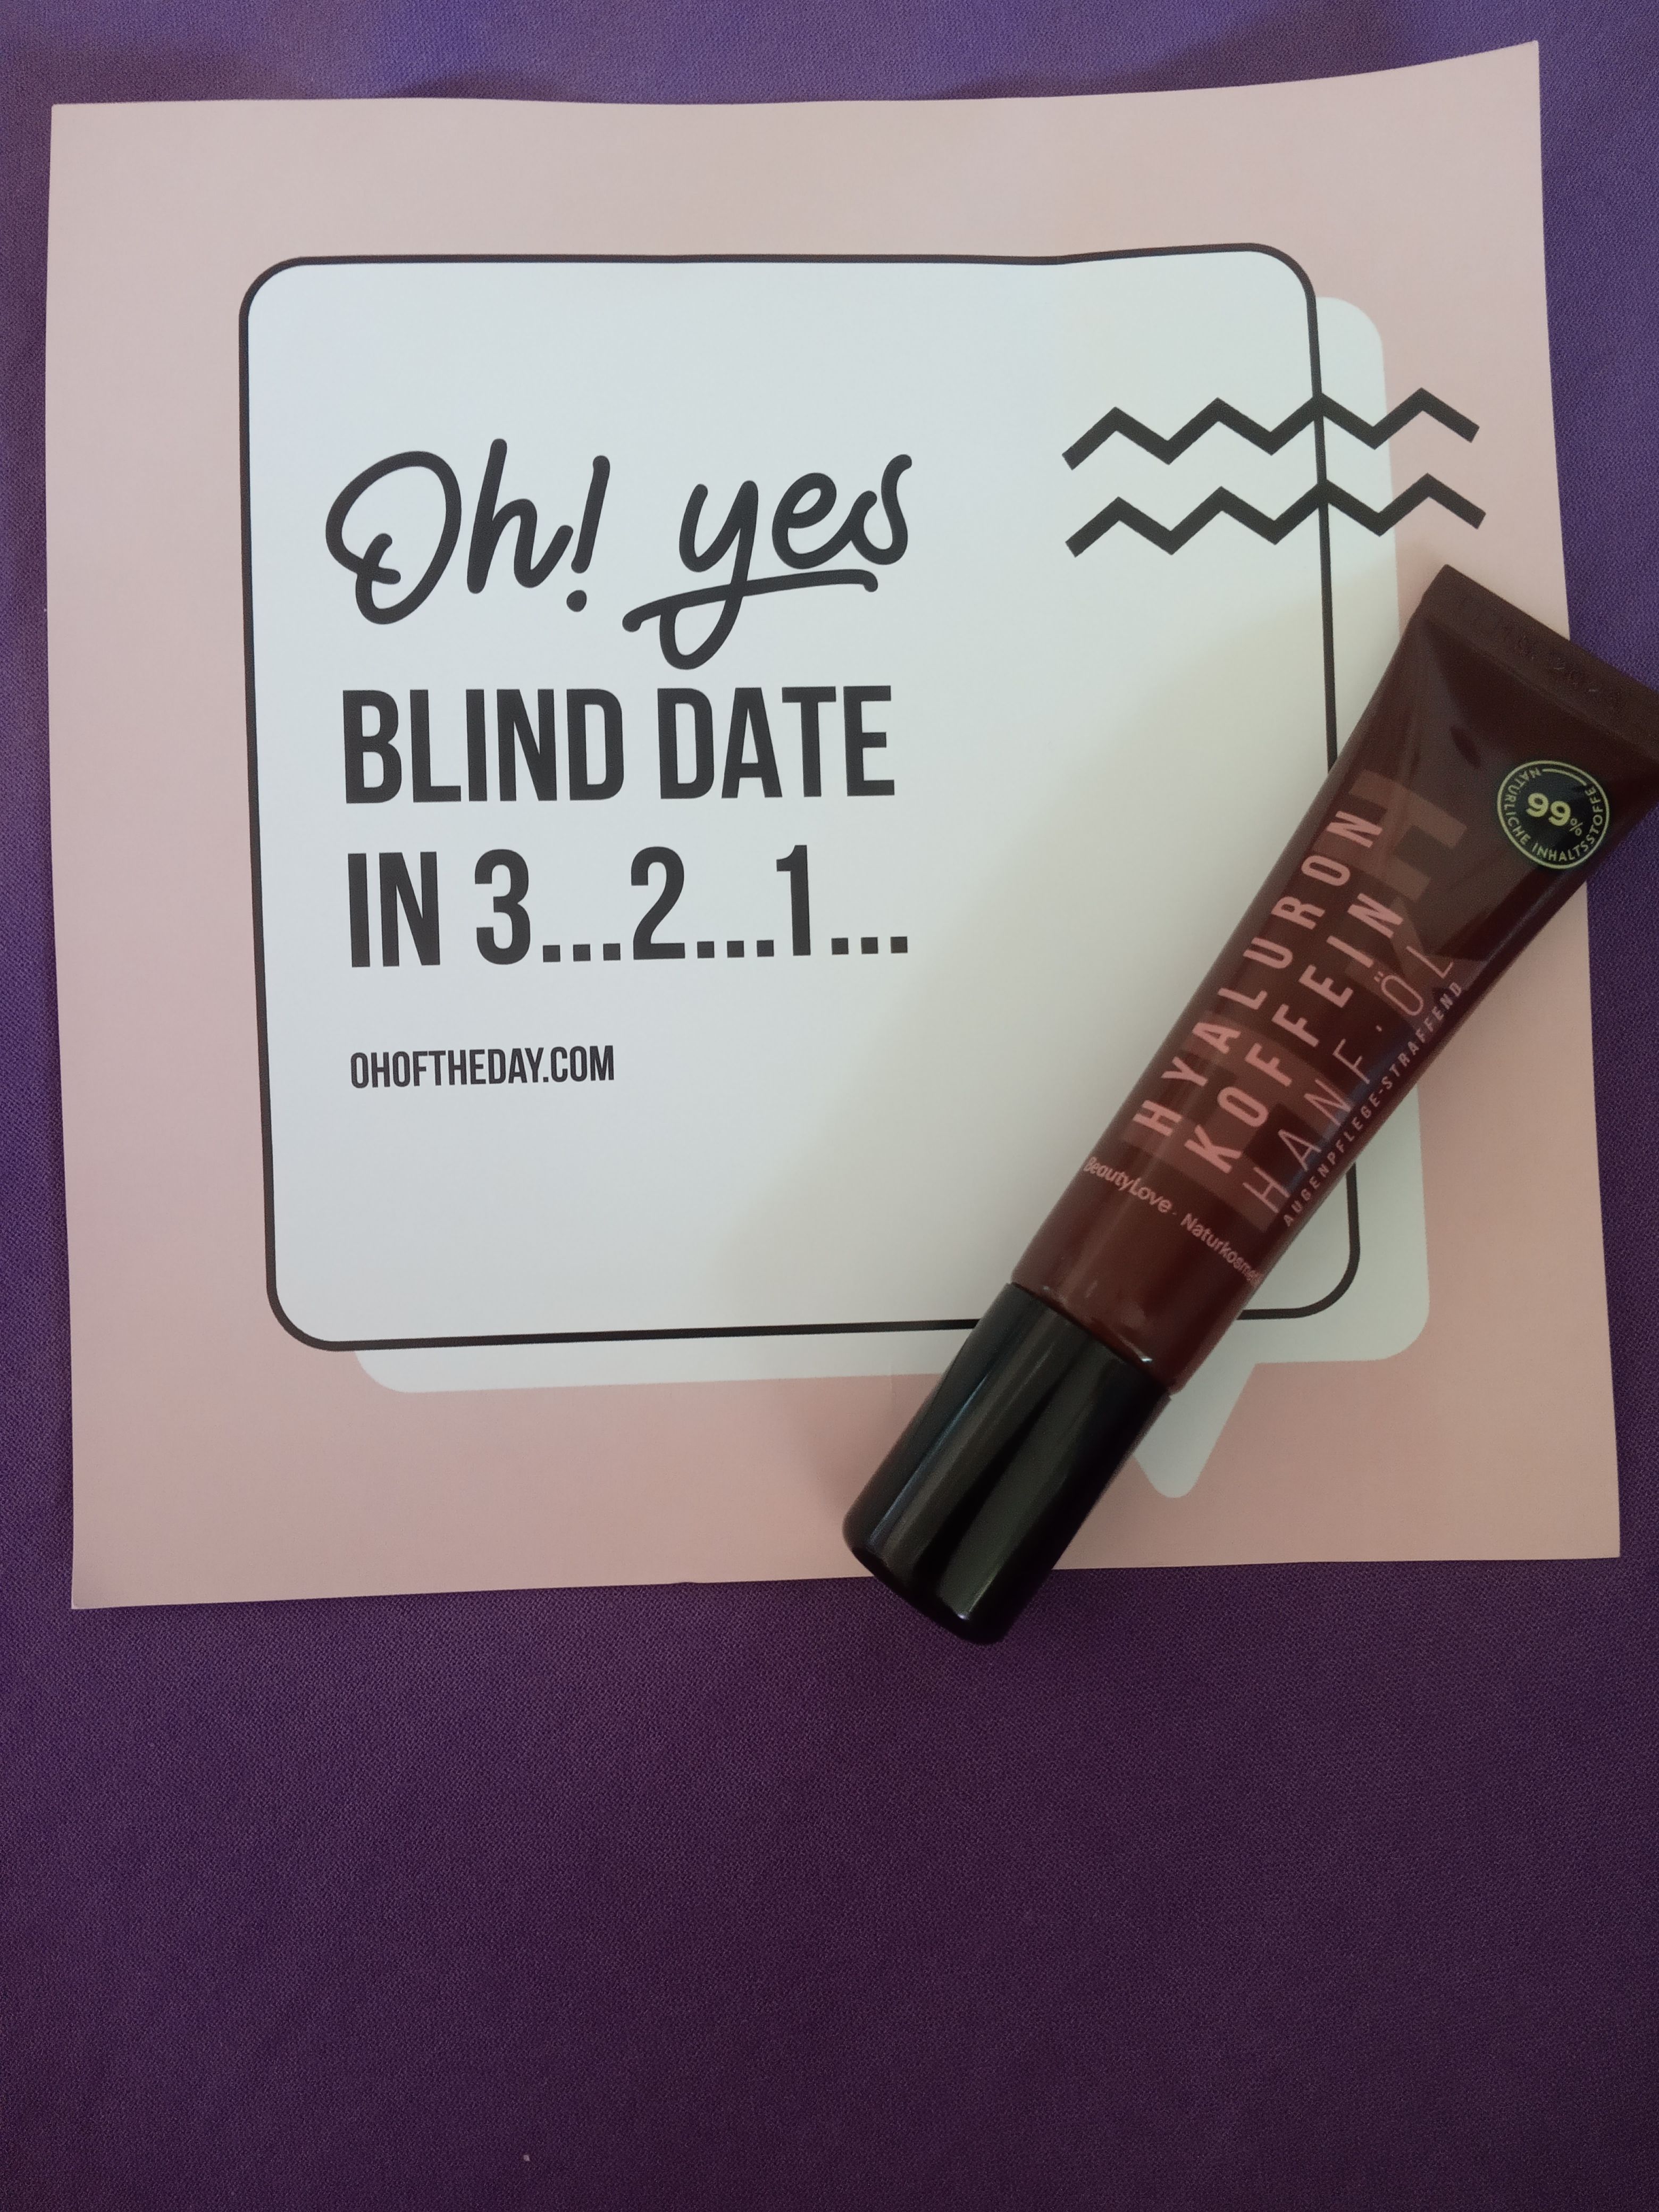 Oh! yes
BLIND DATE
IN 3...2...1...
OHOFTHEDAY.COM
HYALURON
KOFFEIN
HANF·ÖL
AUGENPFLEGE-STRAFFEND
BeautyLove · 
99%
NATÜRLICHE INHALTSSTOFFE